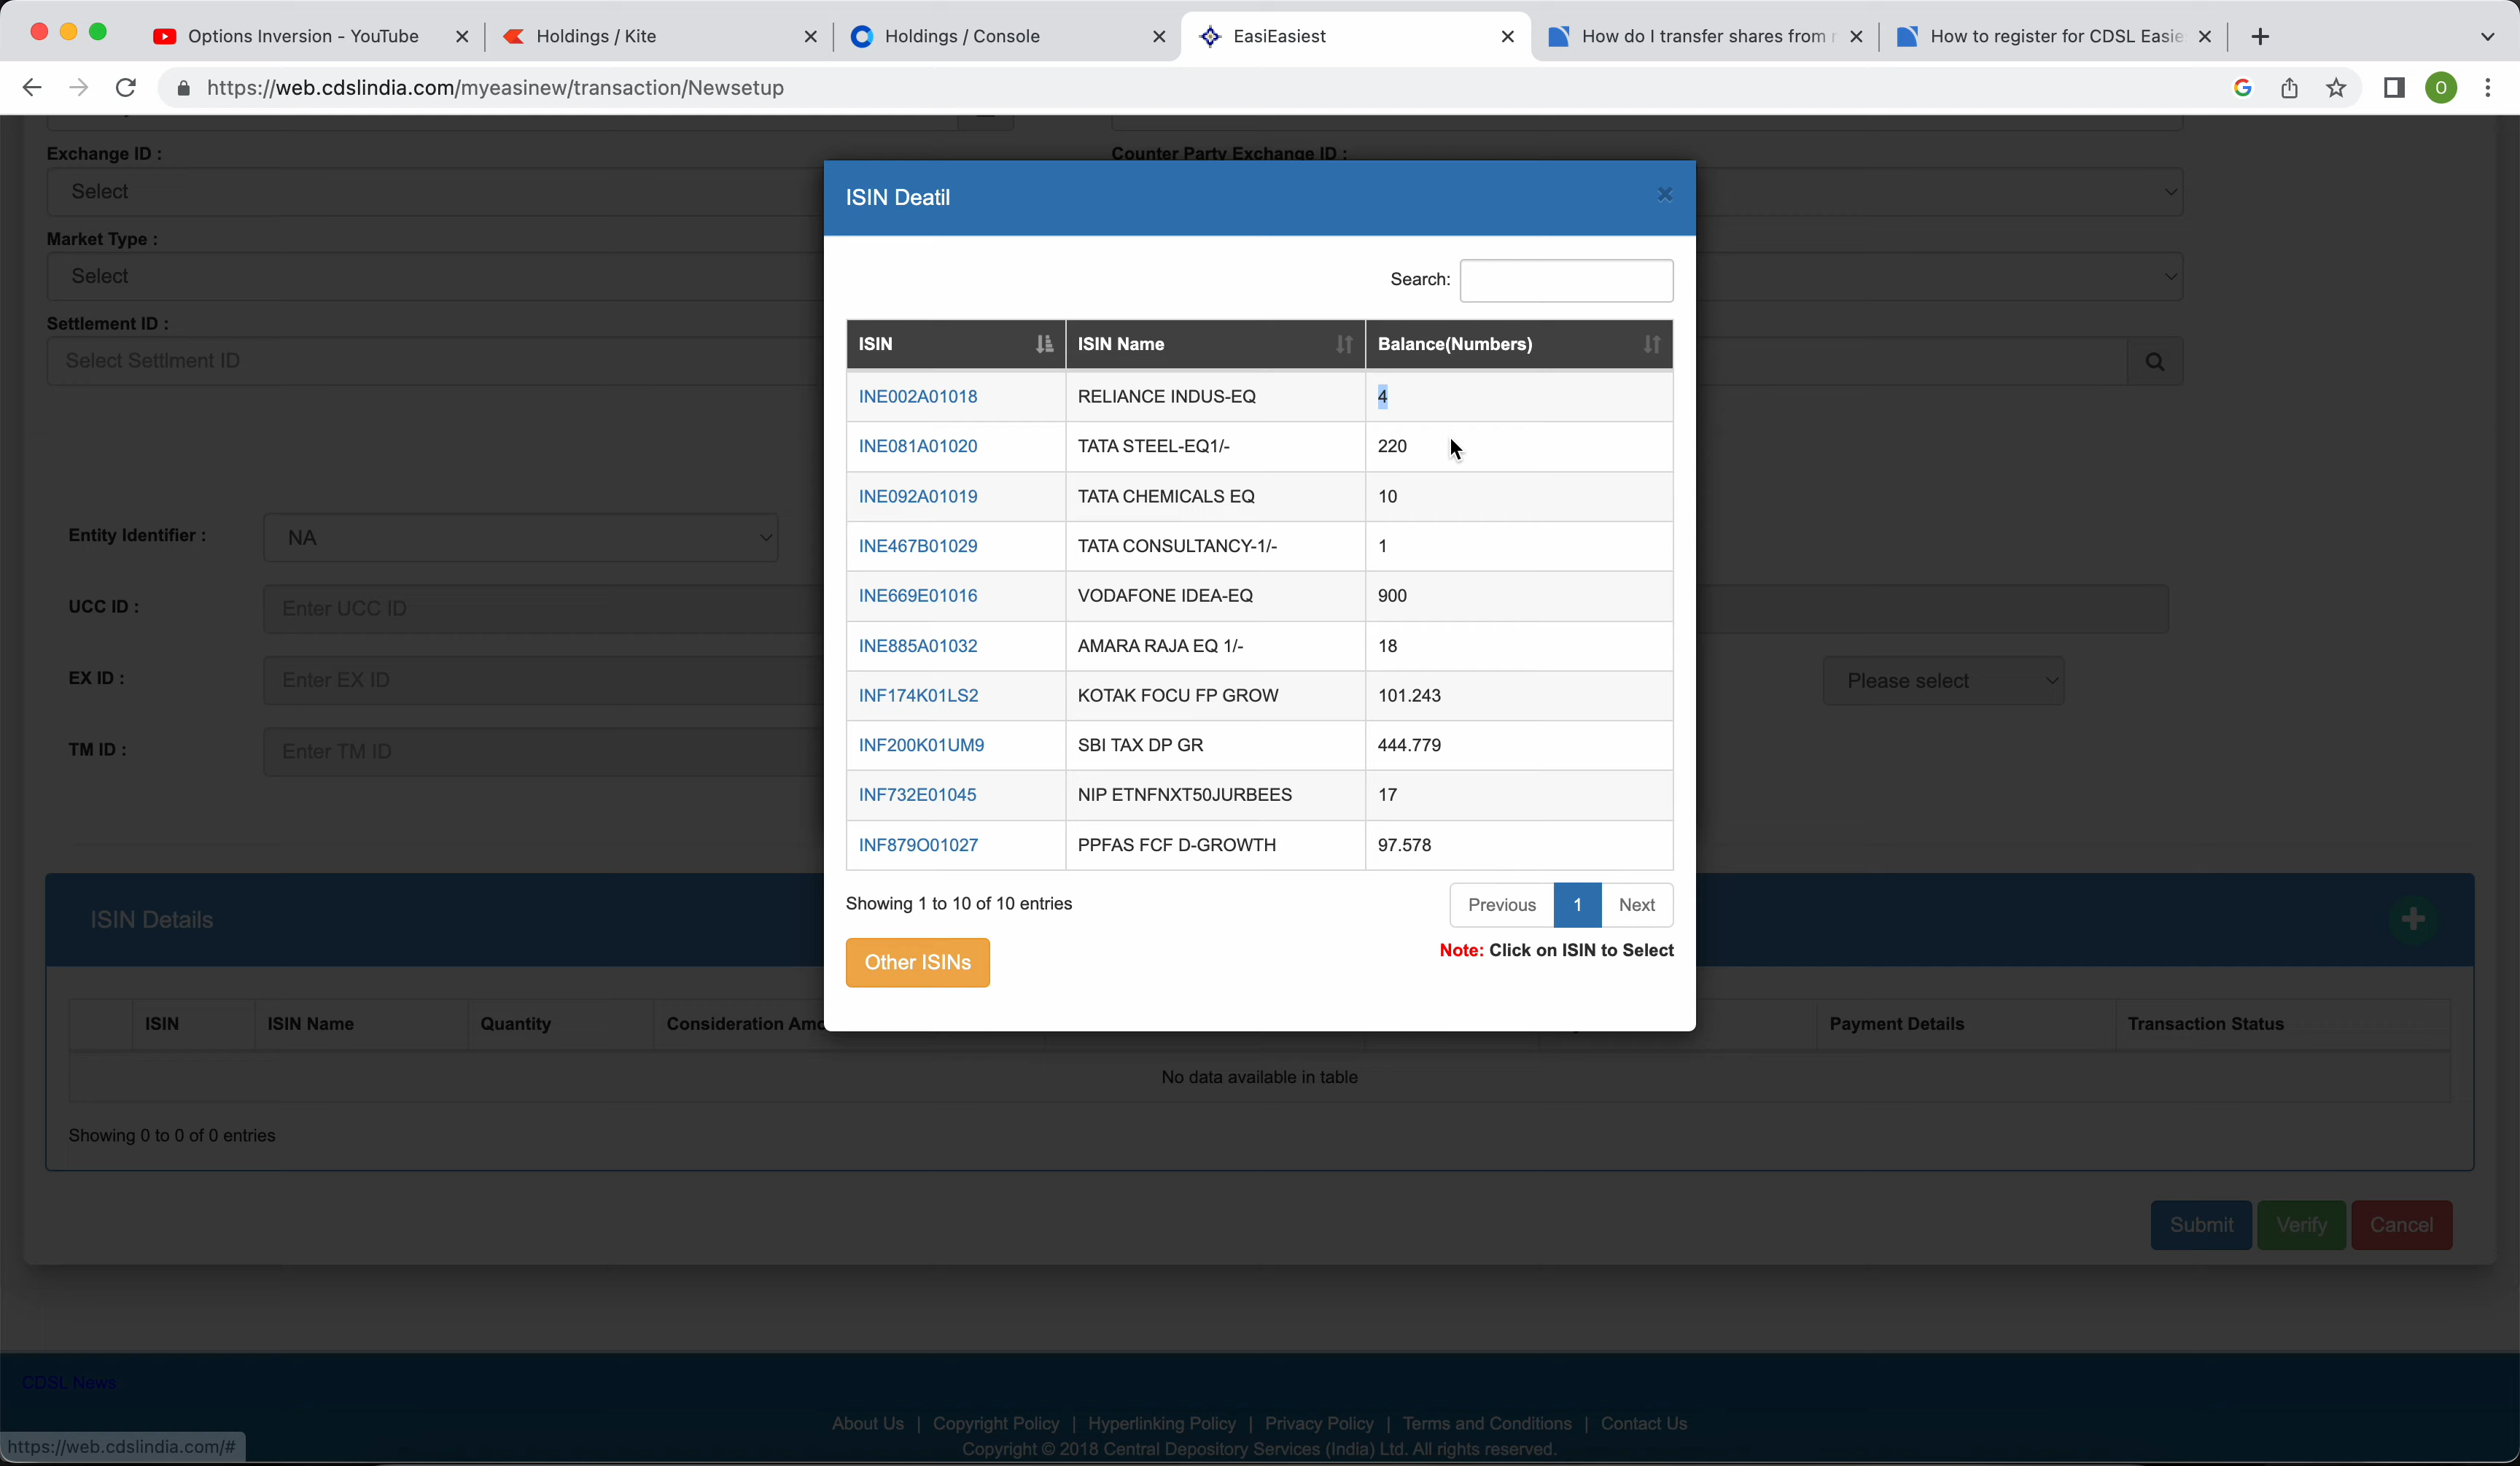 Options Inversion - YouTube
Holdings / Kite
Holdings / Console
EasiEasiest
How do I transfer shares from
How to register for CDSL Easie
https://web.cdslindia.com/myeasinew/transaction/Newsetup
O
Exchange ID :
Counter Party Exchange ID :
Select
Market Type :
Select
Settlement ID :
Select Settlment ID
ISIN Deatil
Search:
ISIN ISIN Name Balance(Numbers)
INE002A01018 RELIANCE INDUS-EQ 4
INE081A01020 TATA STEEL-EQ1/- 220
INE092A01019 TATA CHEMICALS EQ 10
INE467B01029 TATA CONSULTANCY-1/- 1
INE669E01016 VODAFONE IDEA-EQ 900
INE885A01032 AMARA RAJA EQ 1/- 18
INF174K01LS2 KOTAK FOCU FP GROW 101.243
INF200K01UM9 SBI TAX DP GR 444.779
INF732E01045 NIP ETNFNXT50JURBEES 17
INF879O01027 PPFAS FCF D-GROWTH 97.578
Showing 1 to 10 of 10 entries
Previous 1 Next
Other ISINs
Note: Click on ISIN to Select
Entity Identifier : NA
UCC ID : Enter UCC ID
EX ID : Enter EX ID
Please select
TM ID : Enter TM ID
ISIN Details
ISIN ISIN Name Quantity Consideration Payment Details Transaction Status
No data available in table
Showing 0 to 0 of 0 entries
Submit Verify Cancel
CDSL News
About Us | Copyright Policy | Hyperlinking Policy | Privacy Policy | Terms and Conditions | Contact Us
Copyright © 2018 Central Depository Services (India) Ltd. All rights reserved.
https://web.cdslindia.com/#